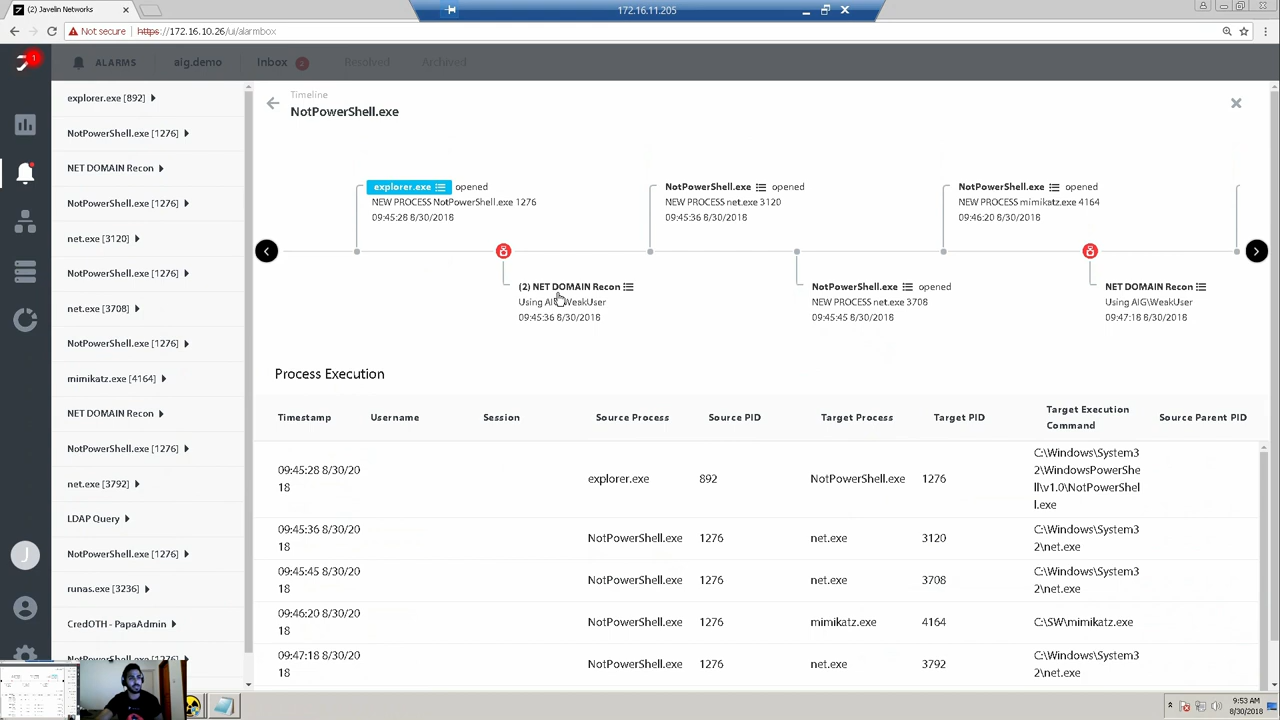 (2) Javelin Networks
172.16.11.205
Not secure
https://172.16.10.26/ui/alarmbox
1
ALARMS
aig.demo
Inbox 2
Resolved
Archived
explorer.exe [892]
NotPowerShell.exe [1276]
NET DOMAIN Recon
NotPowerShell.exe [1276]
net.exe [3120]
NotPowerShell.exe [1276]
net.exe [3708]
NotPowerShell.exe [1276]
mimikatz.exe [4164]
NET DOMAIN Recon
NotPowerShell.exe [1276]
net.exe [3792]
LDAP Query
NotPowerShell.exe [1276]
runas.exe [3236]
CredOTH - PapaAdmin
NotPowerShell.exe [1276]
J
Timeline
NotPowerShell.exe
explorer.exe opened
NEW PROCESS NotPowerShell.exe 1276
09:45:28 8/30/2018
NotPowerShell.exe opened
NEW PROCESS net.exe 3120
09:45:36 8/30/2018
NotPowerShell.exe opened
NEW PROCESS mimikatz.exe 4164
09:46:20 8/30/2018
(2) NET DOMAIN Recon
Using AIG\WeakUser
09:45:36 8/30/2018
NotPowerShell.exe opened
NEW PROCESS net.exe 3708
09:45:45 8/30/2018
NET DOMAIN Recon
Using AIG\WeakUser
09:47:18 8/30/2018
Process Execution
Timestamp
Username
Session
Source Process
Source PID
Target Process
Target PID
Target Execution
Command
Source Parent PID
09:45:28 8/30/20
18
explorer.exe
892
NotPowerShell.exe
1276
C:\Windows\System3
2\WindowsPowerShe
ll\v1.0\NotPowerShel
l.exe
09:45:36 8/30/20
18
NotPowerShell.exe
1276
net.exe
3120
C:\Windows\System3
2\net.exe
09:45:45 8/30/20
18
NotPowerShell.exe
1276
net.exe
3708
C:\Windows\System3
2\net.exe
09:46:20 8/30/20
18
NotPowerShell.exe
1276
mimikatz.exe
4164
C:\SW\mimikatz.exe
09:47:18 8/30/20
18
NotPowerShell.exe
1276
net.exe
3792
C:\Windows\System3
2\net.exe
9:53 AM
8/30/2018